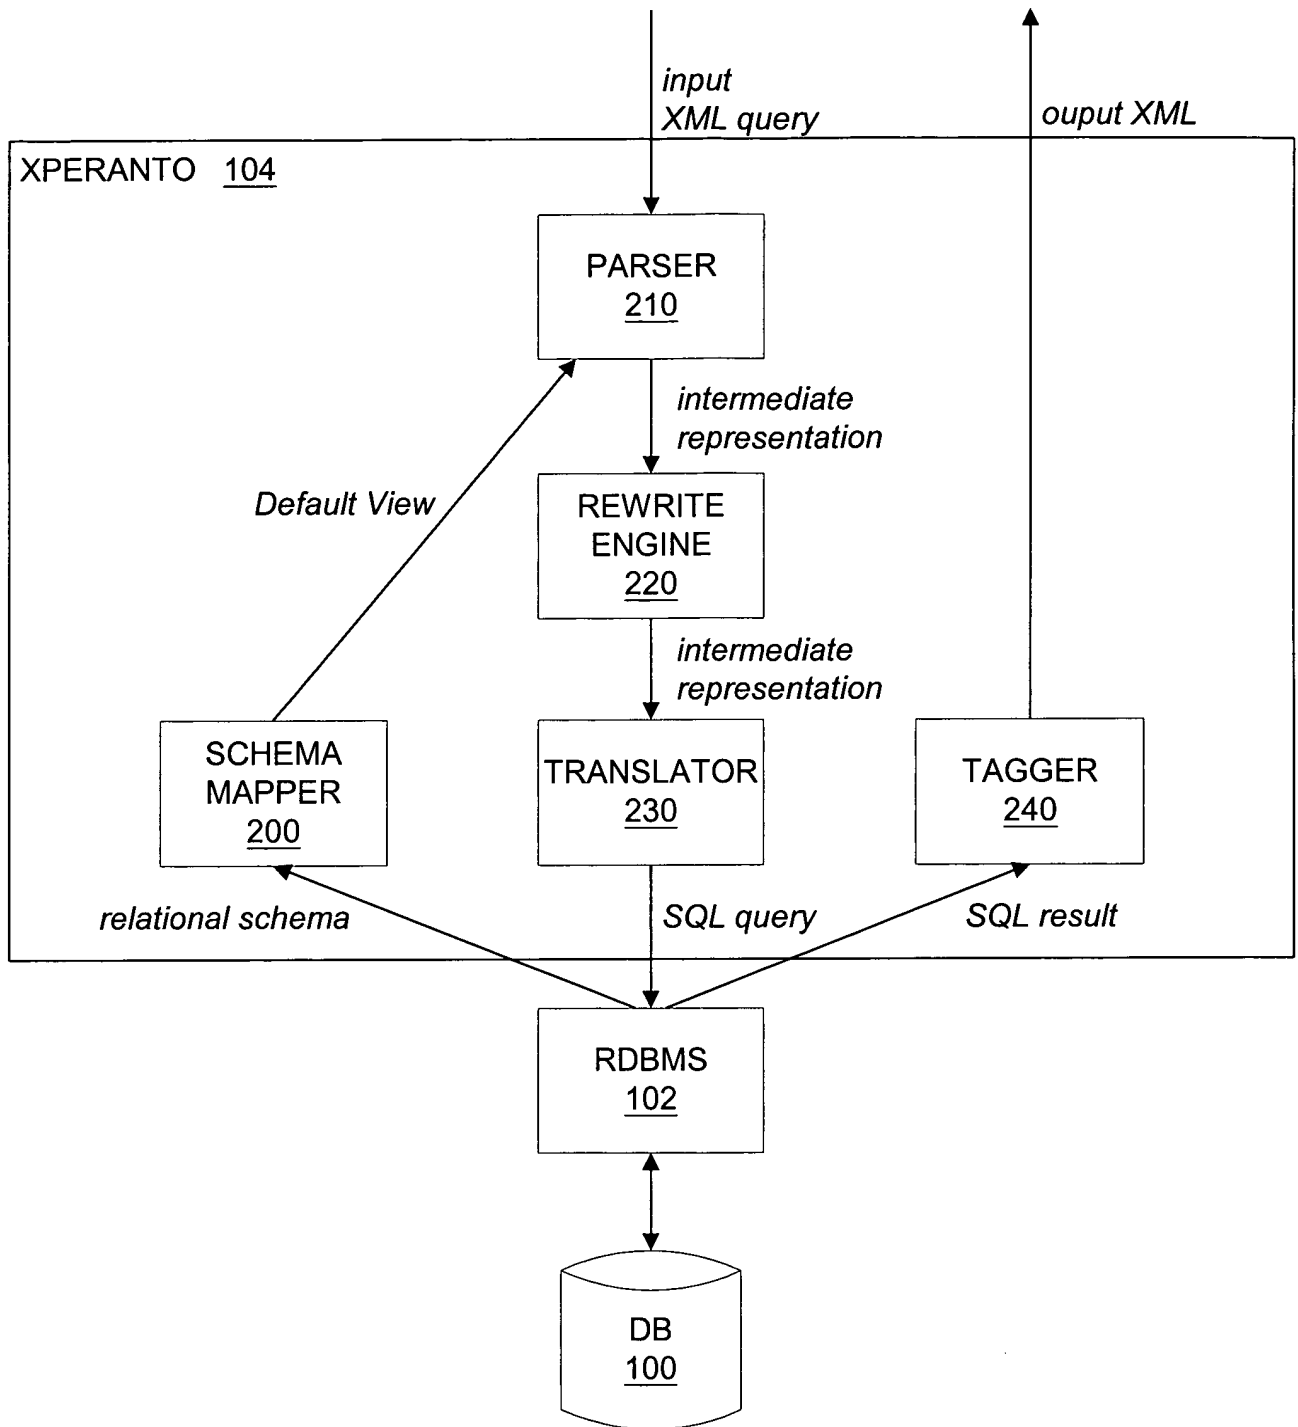 input
XML query
ouput XML
XPERANTO 104
PARSER
210
intermediate
representation
Default View
REWRITE
ENGINE
220
intermediate
representation
SCHEMA
MAPPER
200
TRANSLATOR
230
TAGGER
240
relational schema
SQL query
SQL result
RDBMS
102
DB
100